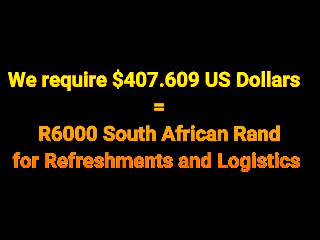 We require $407.609 US Dollars
=
R6000 South African Rand
for Refreshments and Logistics